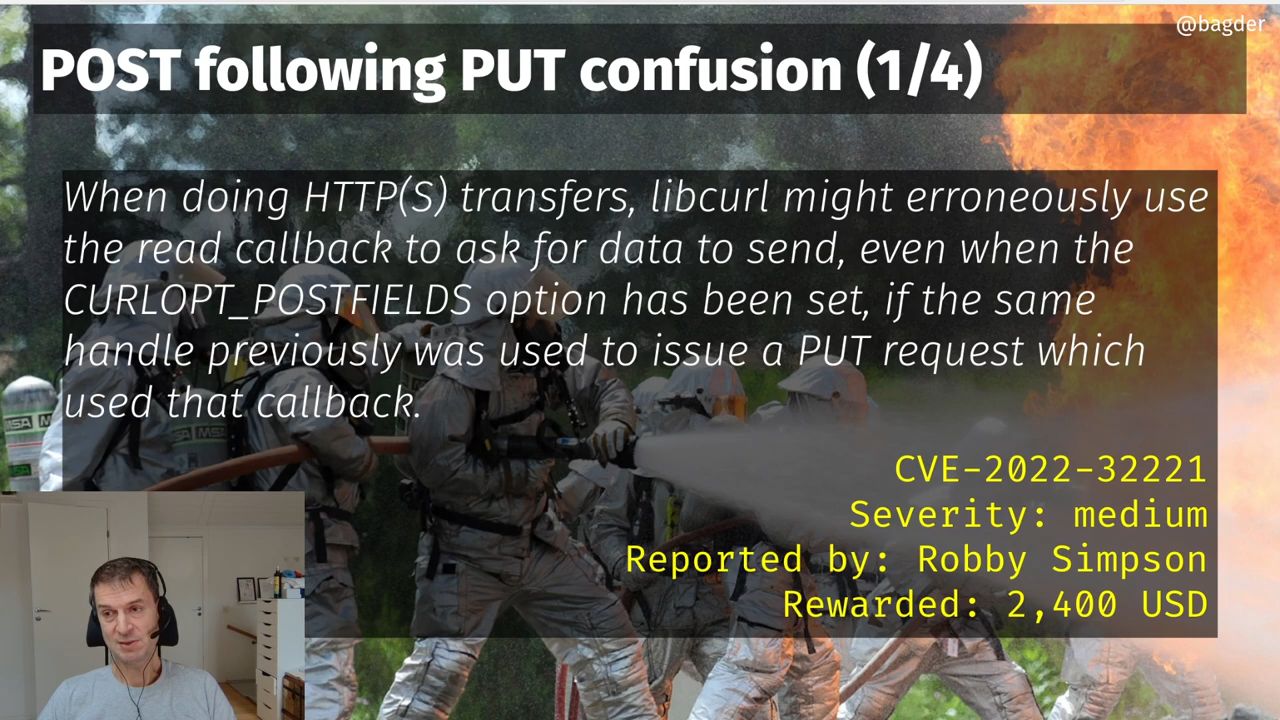 @bagder
POST following PUT confusion (1/4)
When doing HTTP(S) transfers, libcurl might erroneously use
the read callback to ask for data to send, even when the
CURLOPT_POSTFIELDS option has been set, if the same
handle previously was used to issue a PUT request which
used that callback.
MSA
MSA
MSA
CVE-2022-32221
Severity: medium
Reported by: Robby Simpson
Rewarded: 2,400 USD